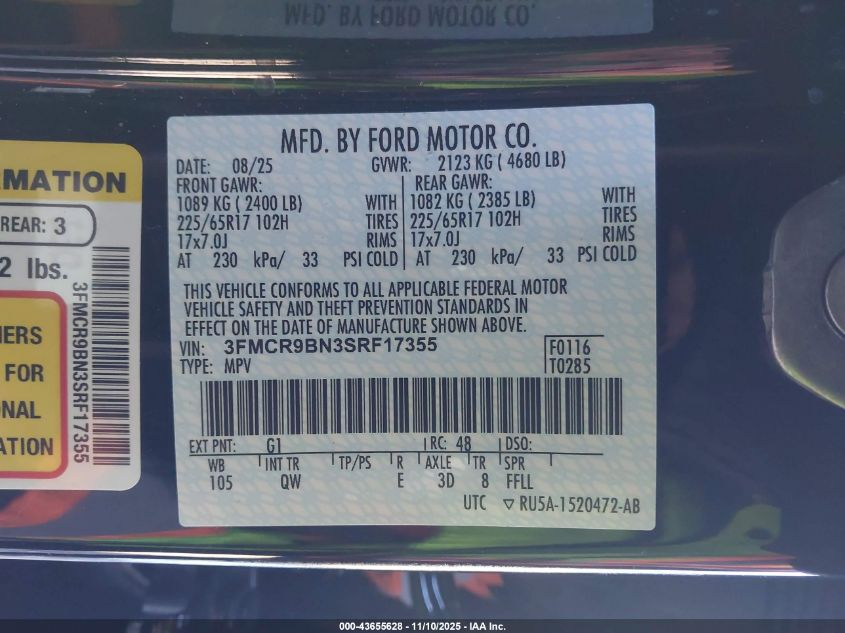 MFD. BY FORD MOTOR CO.
MFD. BY FORD MOTOR CO.
DATE: 08/25 GVWR: 2123 KG ( 4680 LB)
FRONT GAWR:
1089 KG ( 2400 LB) WITH
225/65R17 102H TIRES
17x7.0J RIMS
AT 230 kPa/ 33 PSI COLD
REAR GAWR:
1082 KG ( 2385 LB) WITH
225/65R17 102H TIRES
17x7.0J RIMS
AT 230 kPa/ 33 PSI COLD
THIS VEHICLE CONFORMS TO ALL APPLICABLE FEDERAL MOTOR
VEHICLE SAFETY AND THEFT PREVENTION STANDARDS IN
EFFECT ON THE DATE OF MANUFACTURE SHOWN ABOVE.
VIN: 3FMCR9BN3SRF17355 F0116
TYPE: MPV T0285
EXT PNT: G1 RC: 48 DSO:
WB INT TR TP/PS R AXLE TR SPR
105 QW E 3D 8 FFLL
UTC ▽ RU5A-1520472-AB
REAR: 3
lbs.
3FMCR9BN3SRF17355
FOR
000-43655628 - 11/10/2025 - IAA Inc.